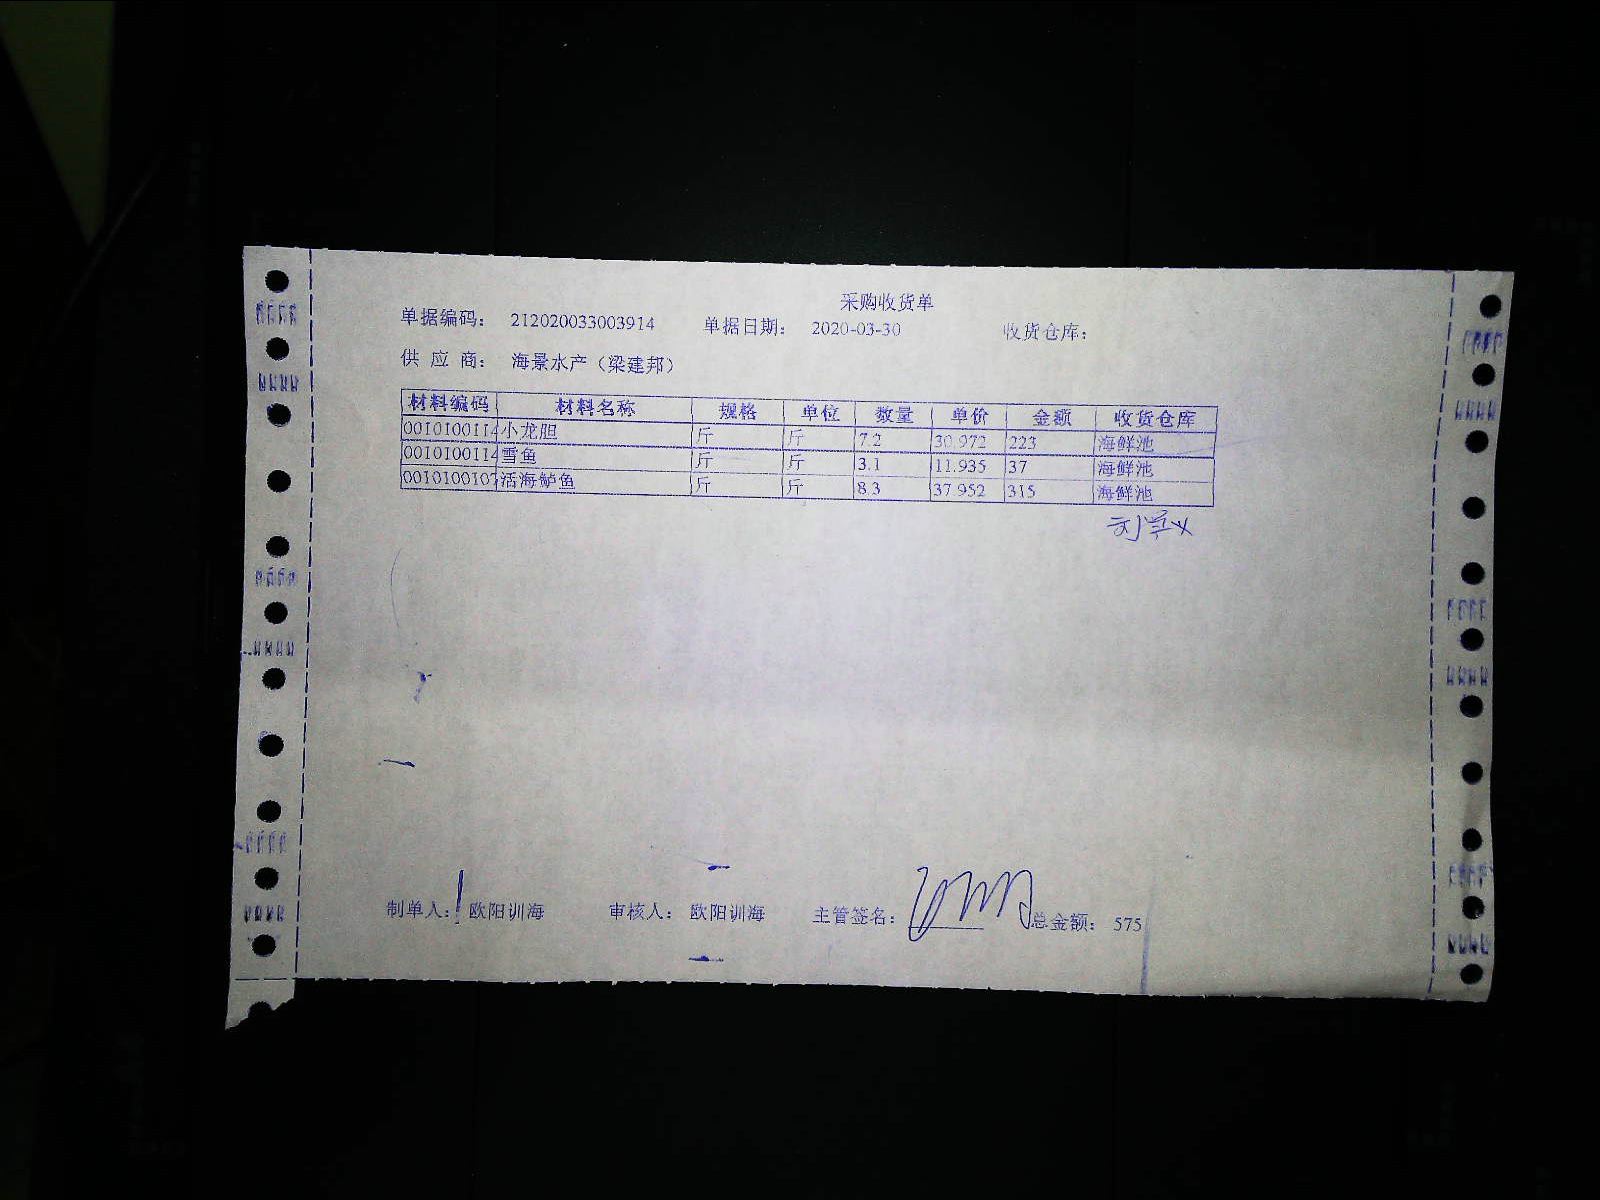 采购收货单
单据编码： 212020033003914 单据日期： 2020-03-30 收货仓库：
供 应 商： 海景水产（梁建邦）
材料编码 材料名称 规格 单位 数量 单价 金额 收货仓库
0010100114 小龙胆 斤 斤 7.2 30.972 223 海鲜池
0010100114 雪鱼 斤 斤 3.1 11.935 37 海鲜池
0010100107 活海鲈鱼 斤 斤 8.3 37.952 315 海鲜池
刘学义
制单人： 欧阳训海 审核人： 欧阳训海 主管签名： 总金额： 575